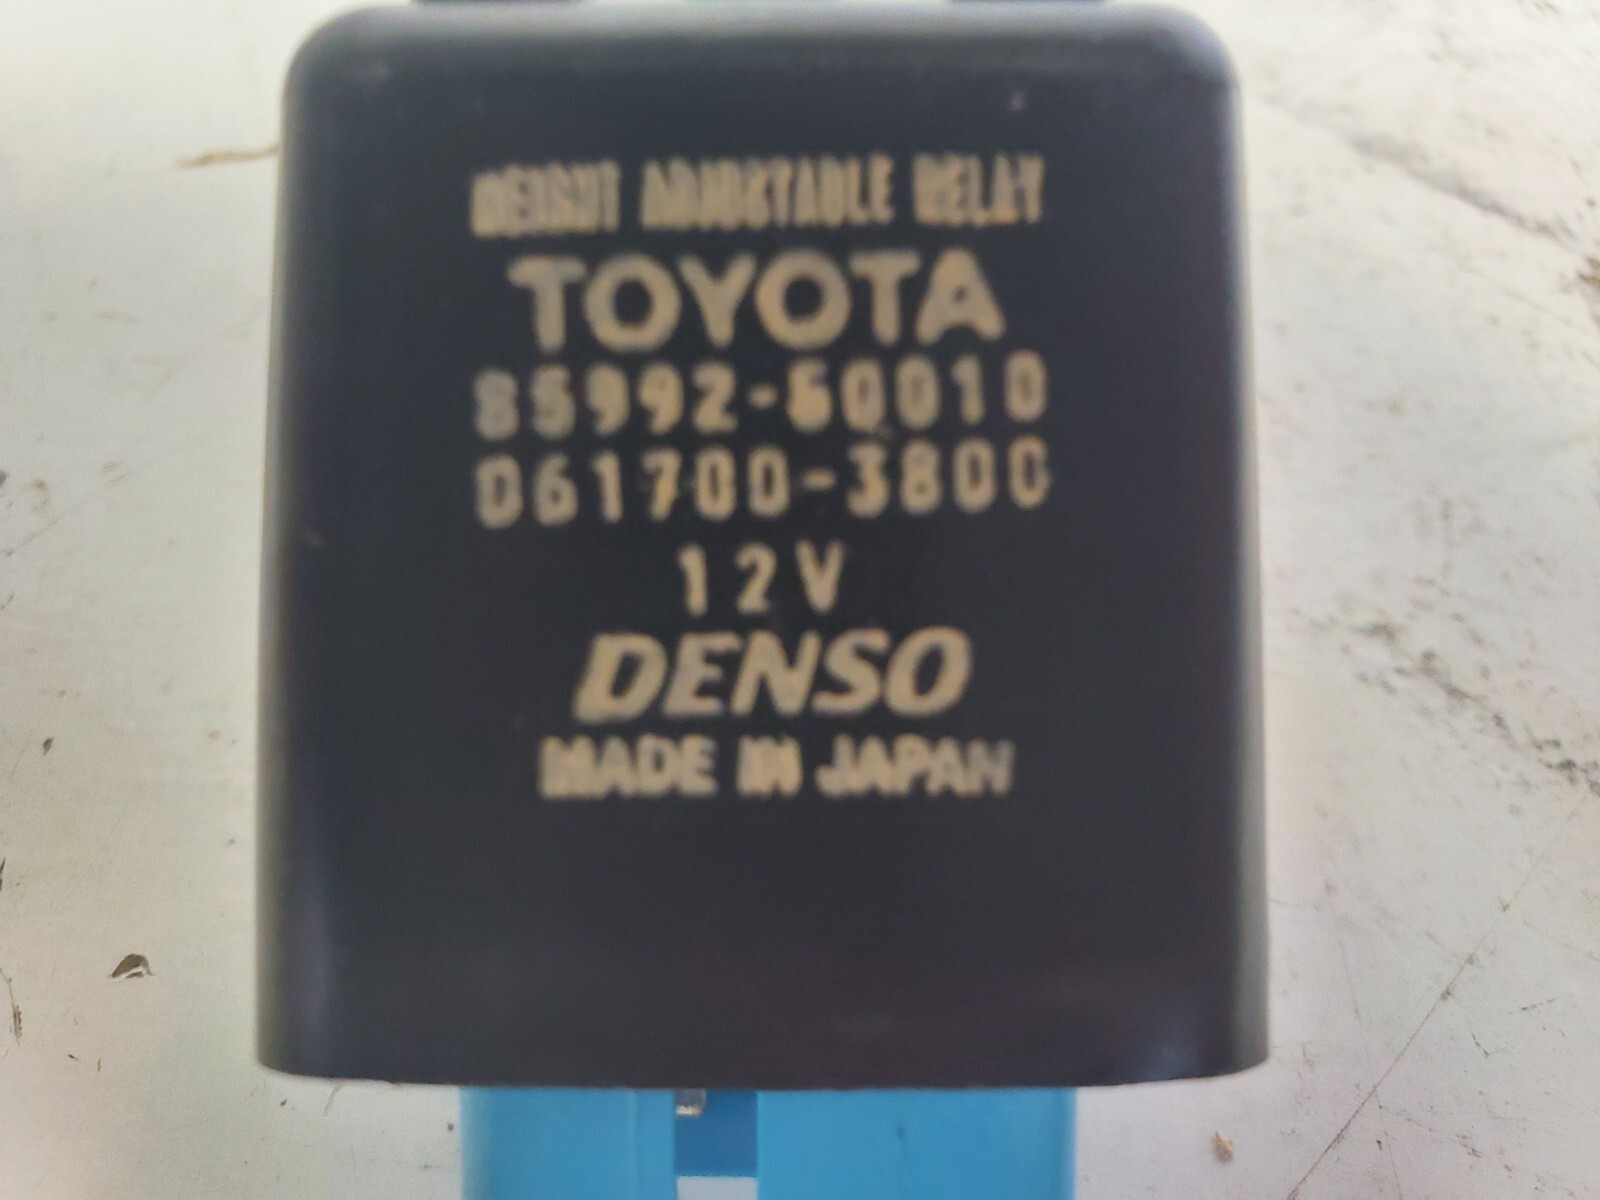 HEIGHT ADJUSTABLE RELAY
TOYOTA
85992-60010
061700-3800
12V
DENSO
MADE IN JAPAN